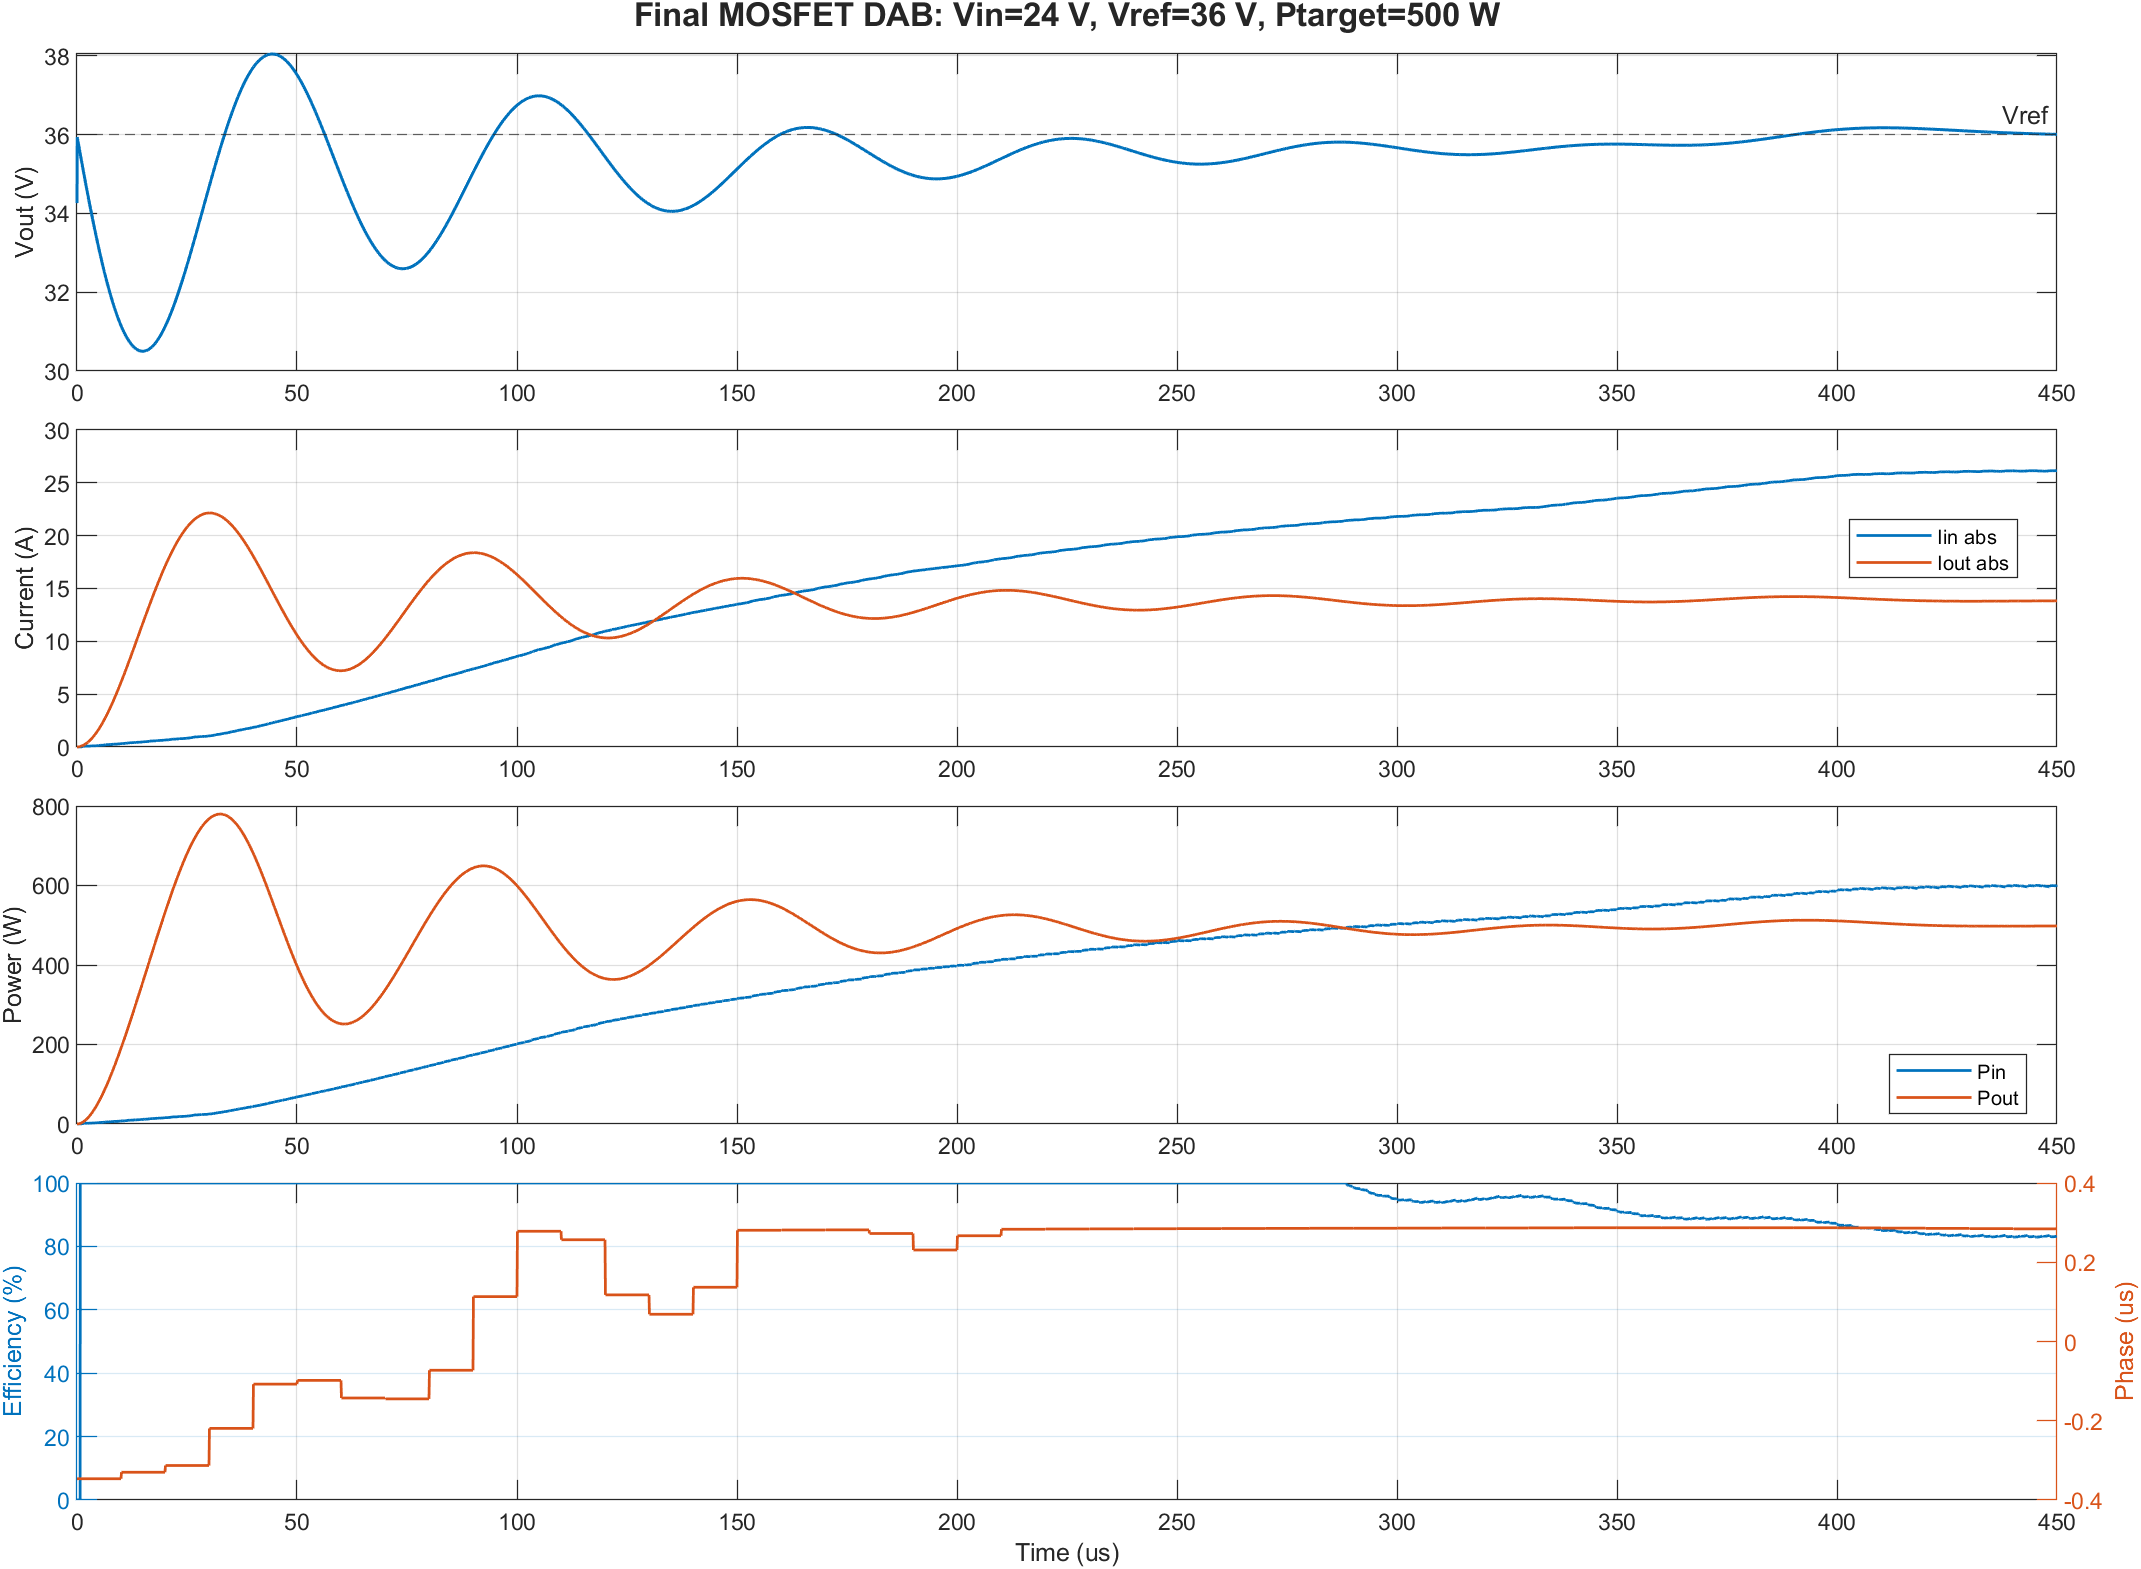 Final MOSFET DAB: Vin=24 V, Vref=36 V, Ptarget=500 W
Vout (V)
38
36
34
32
30
Vref
0 50 100 150 200 250 300 350 400 450
Current (A)
30
25
20
15
10
5
0
Iin abs
Iout abs
0 50 100 150 200 250 300 350 400 450
Power (W)
800
600
400
200
0
Pin
Pout
0 50 100 150 200 250 300 350 400 450
Efficiency (%)
100
80
60
40
20
0
0.4
0.2
0
-0.2
-0.4
Phase (us)
0 50 100 150 200 250 300 350 400 450
Time (us)